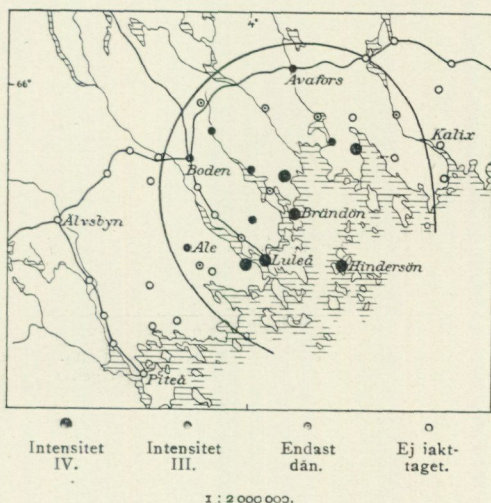 4°
66°
Avafors
Kalix
Boden
Älvsbyn
Brändön
Ale
Luleå
Hindersön
Piteå
Intensitet IV.
Intensitet III.
Endast dån.
Ej iakt-
taget.
1 : 2 000 000.